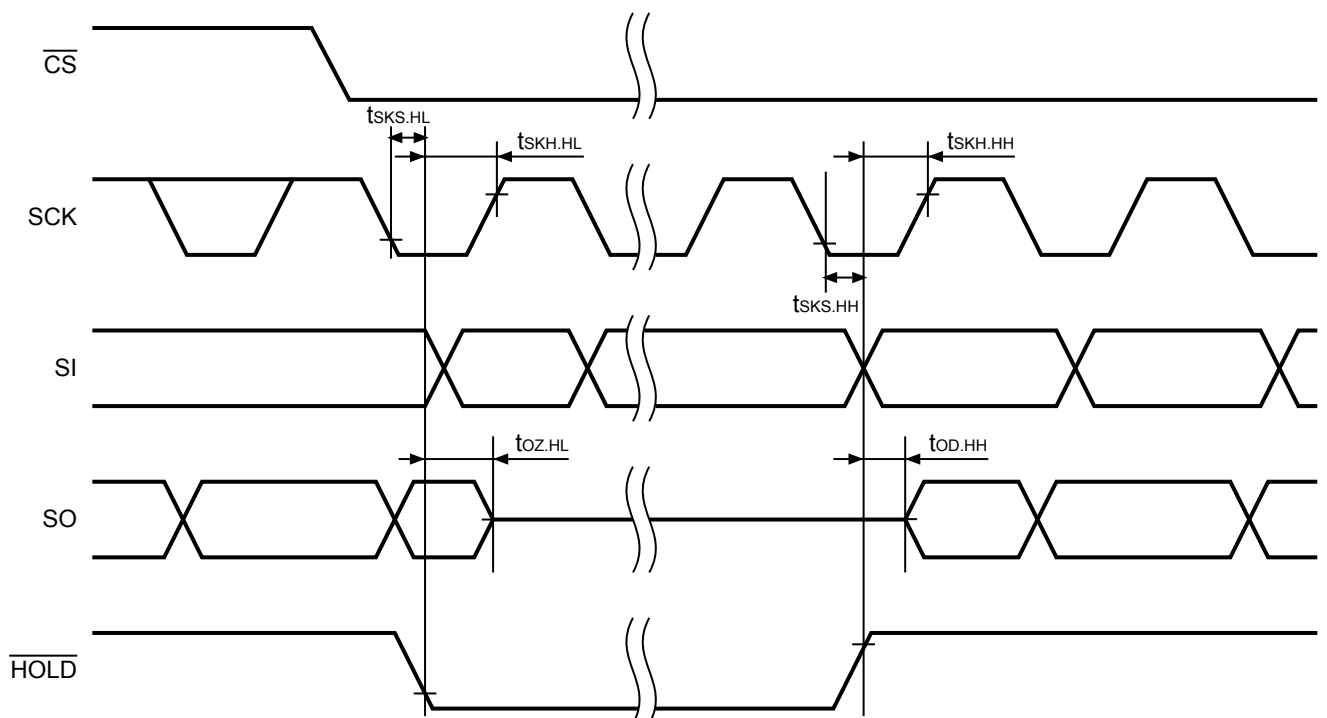 CS
tSKS.HL
tSKH.HL
tSKH.HH
SCK
tSKS.HH
SI
tOZ.HL
tOD.HH
SO
HOLD